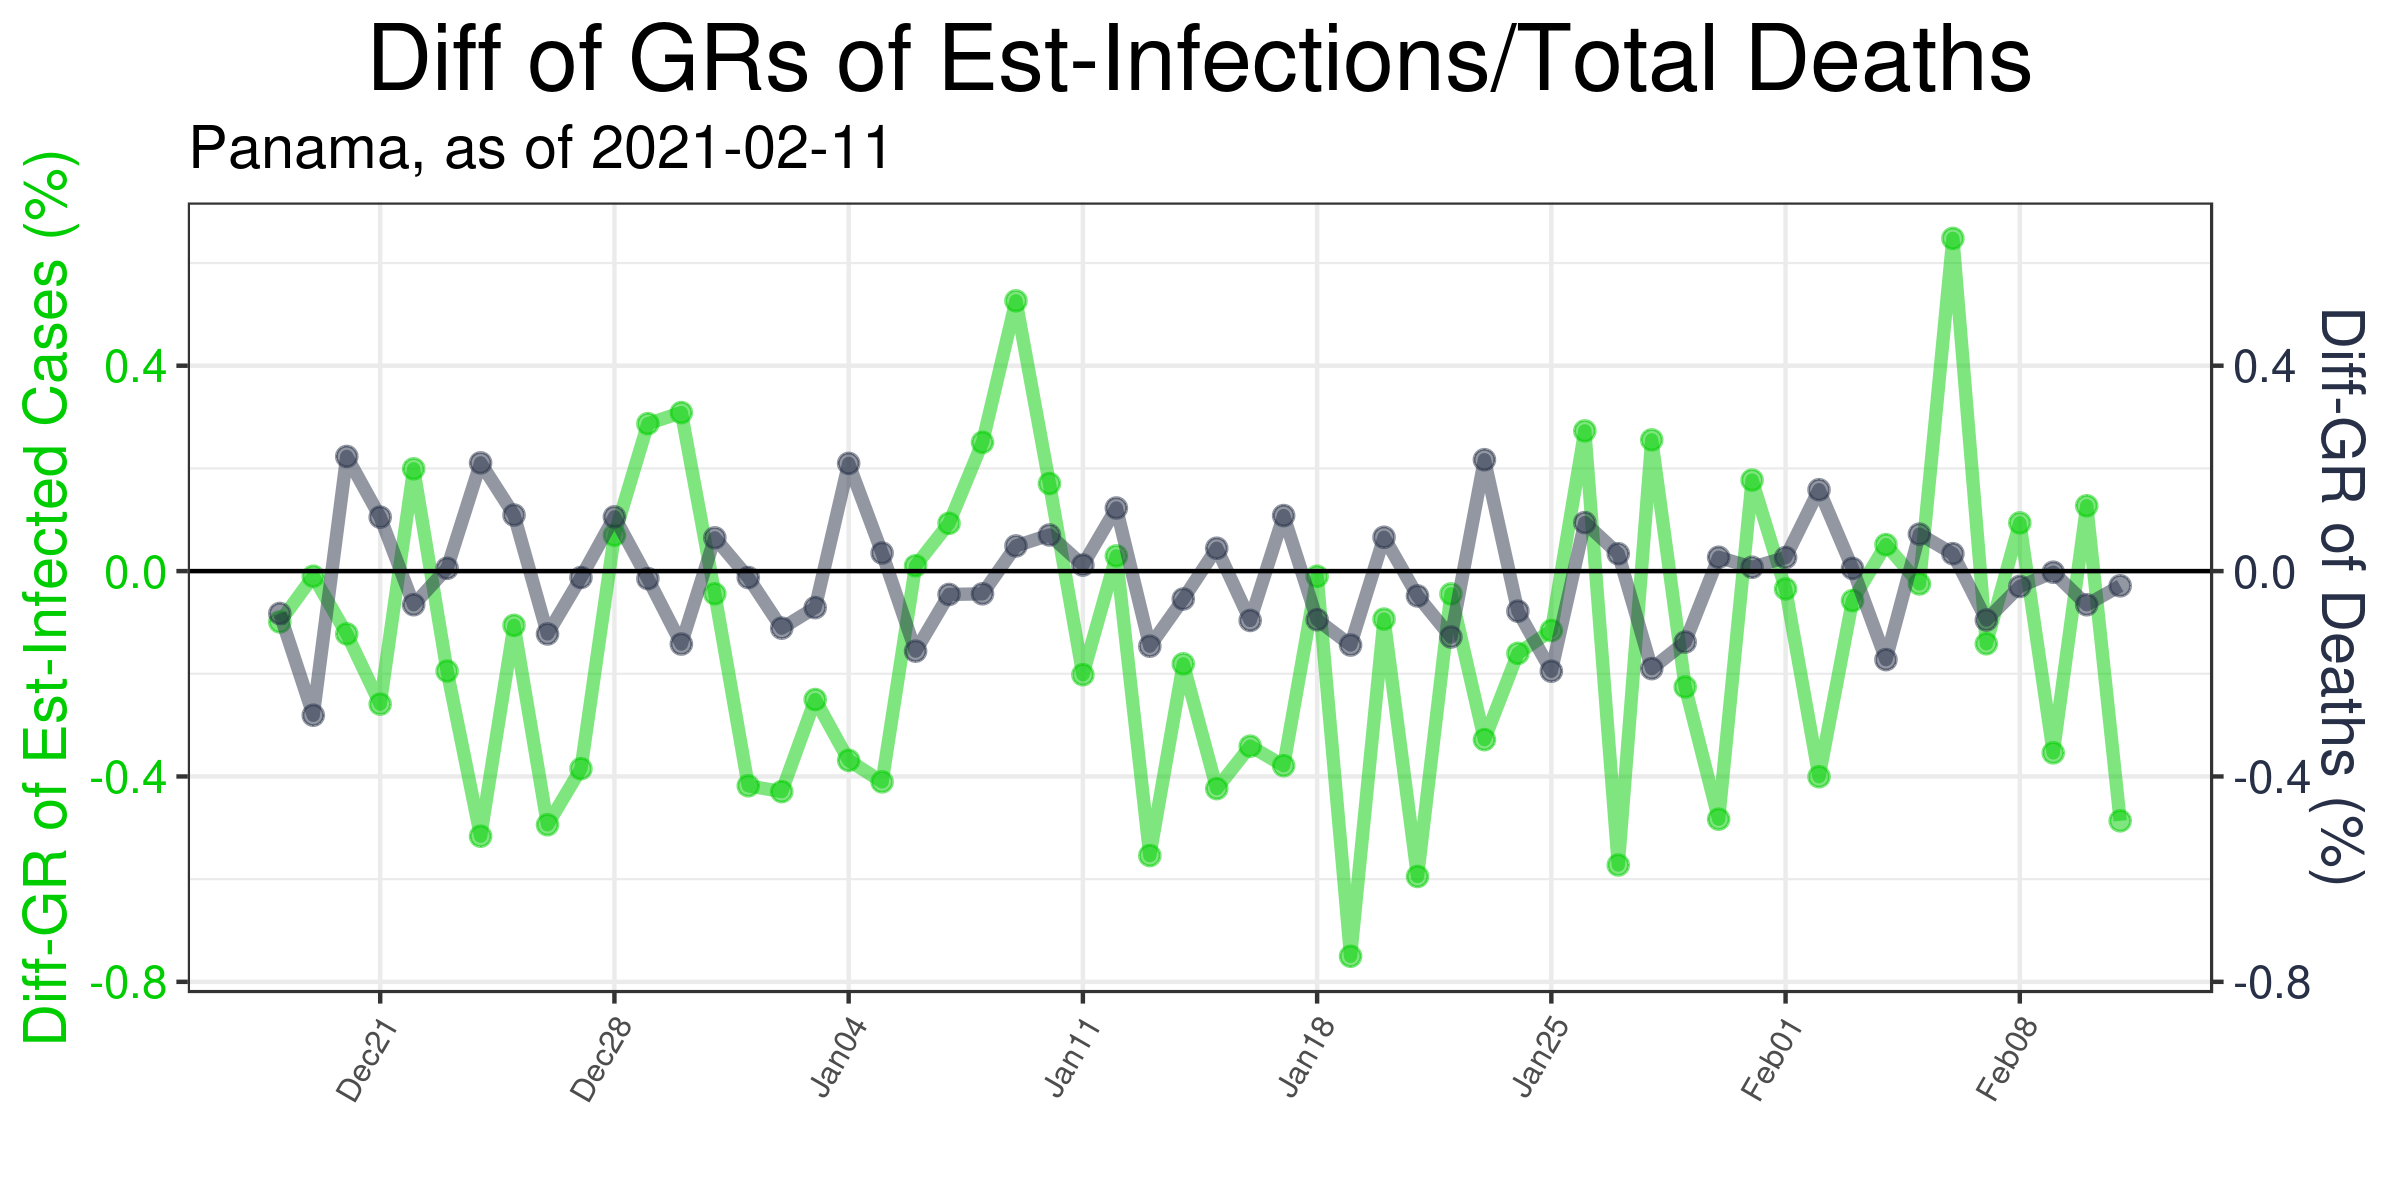 Diff of GRs of Est-Infections/Total Deaths
Panama, as of 2021-02-11
Diff-GR of Est-Infected Cases (%)
0.4
0.0
-0.4
-0.8
0.4
0.0
-0.4
-0.8
Diff-GR of Deaths (%)
Dec21
Dec28
Jan04
Jan11
Jan18
Jan25
Feb01
Feb08